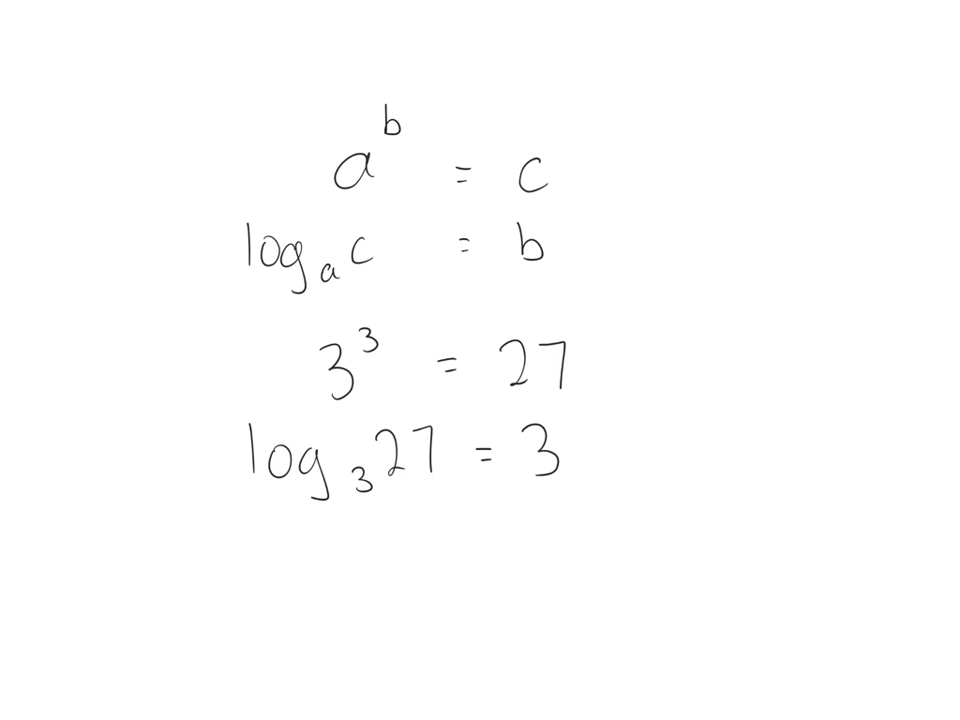 a^b = c
log_a c = b
3^3 = 27
log_3 27 = 3